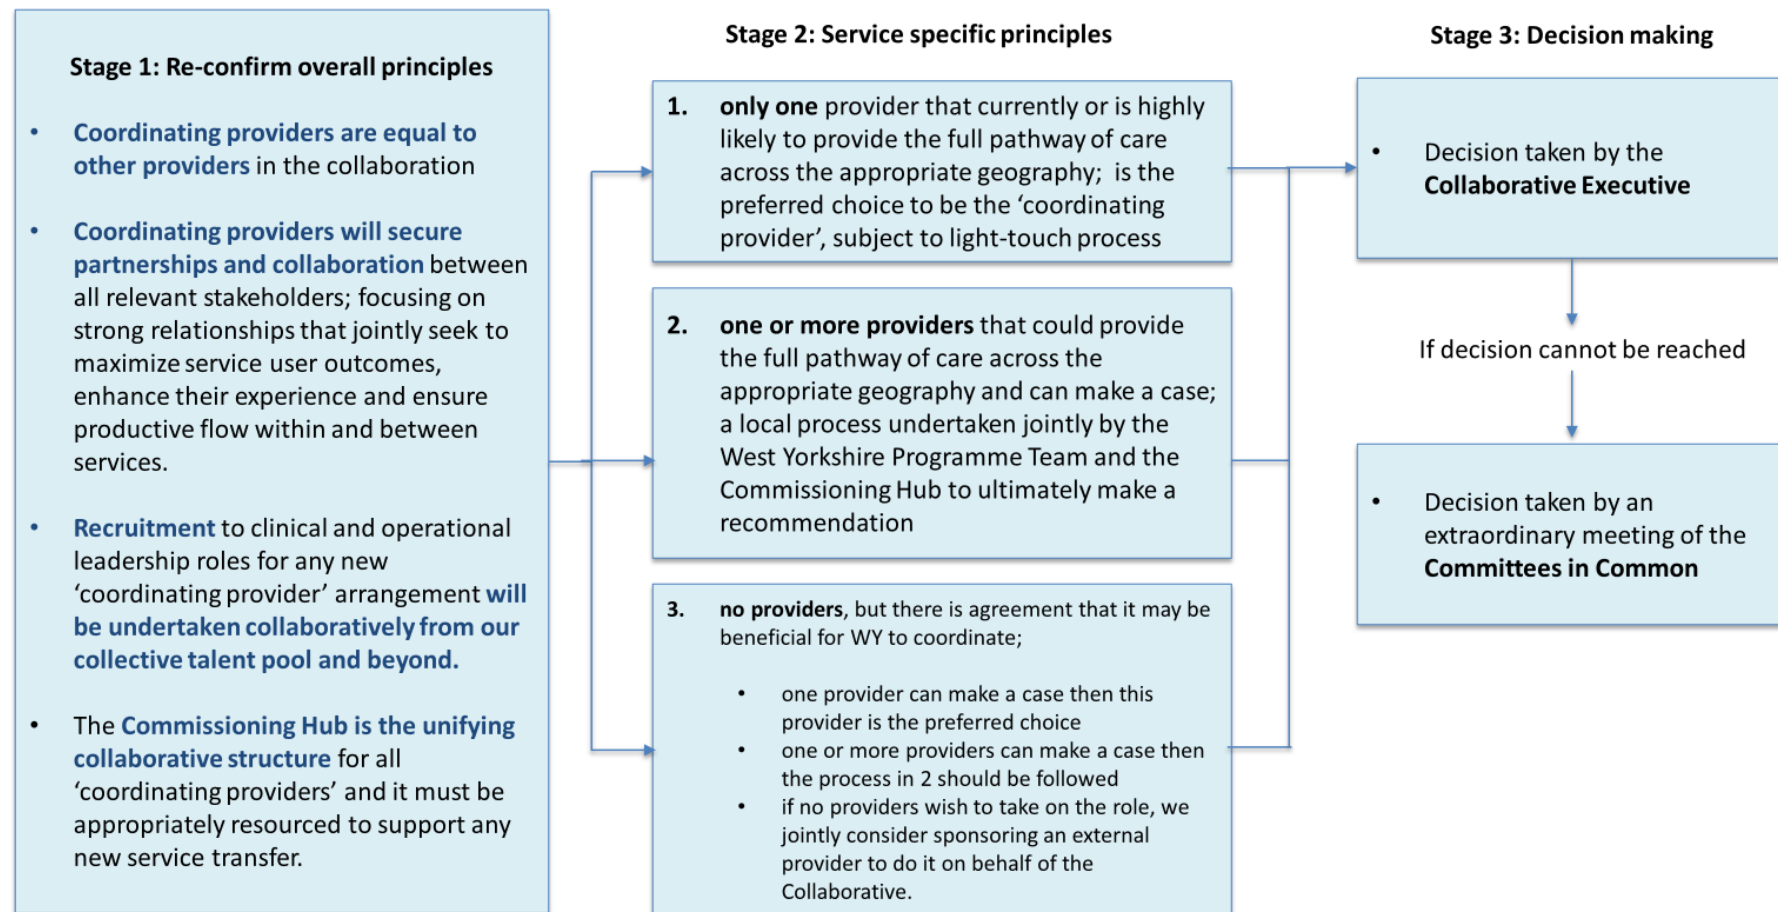 Stage 1: Re-confirm overall principles
• Coordinating providers are equal to
other providers in the collaboration
• Coordinating providers will secure
partnerships and collaboration between
all relevant stakeholders; focusing on
strong relationships that jointly seek to
maximize service user outcomes,
enhance their experience and ensure
productive flow within and between
services.
• Recruitment to clinical and operational
leadership roles for any new
‘coordinating provider’ arrangement will
be undertaken collaboratively from our
collective talent pool and beyond.
• The Commissioning Hub is the unifying
collaborative structure for all
‘coordinating providers’ and it must be
appropriately resourced to support any
new service transfer.
Stage 2: Service specific principles
1. only one provider that currently or is highly
likely to provide the full pathway of care
across the appropriate geography; is the
preferred choice to be the ‘coordinating
provider’, subject to light-touch process
2. one or more providers that could provide
the full pathway of care across the
appropriate geography and can make a case;
a local process undertaken jointly by the
West Yorkshire Programme Team and the
Commissioning Hub to ultimately make a
recommendation
3. no providers, but there is agreement that it may be
beneficial for WY to coordinate;
• one provider can make a case then this
provider is the preferred choice
• one or more providers can make a case then
the process in 2 should be followed
• if no providers wish to take on the role, we
jointly consider sponsoring an external
provider to do it on behalf of the
Collaborative.
Stage 3: Decision making
• Decision taken by the
Collaborative Executive
If decision cannot be reached
• Decision taken by an
extraordinary meeting of the
Committees in Common